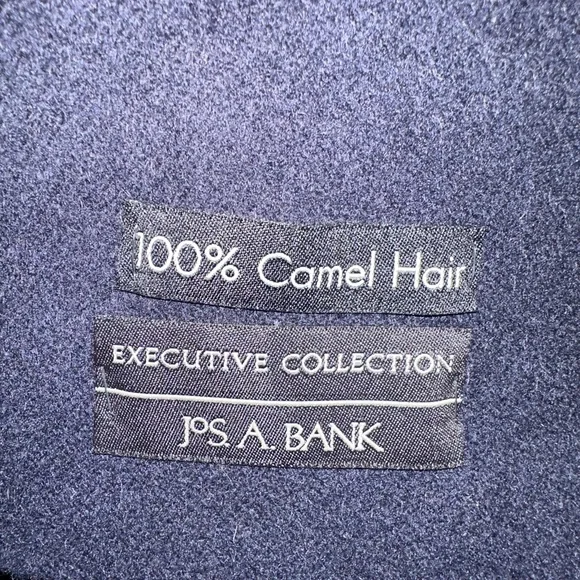 100% Camel Hair
EXECUTIVE COLLECTION
JOS. A. BANK